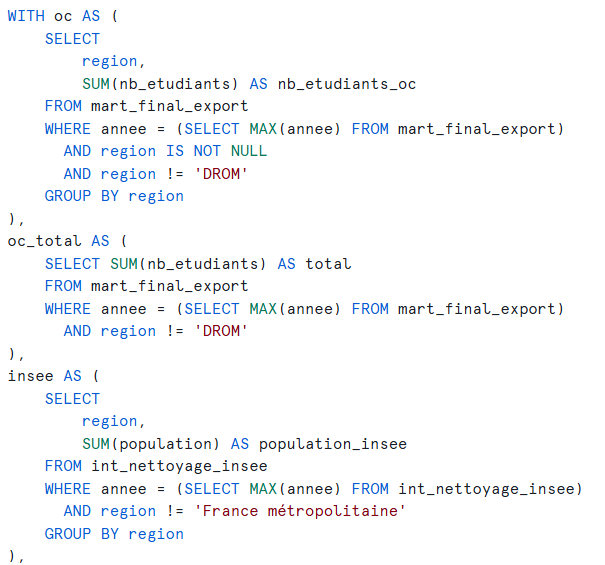 WITH oc AS (
    SELECT
        region,
        SUM(nb_etudiants) AS nb_etudiants_oc
    FROM mart_final_export
    WHERE annee = (SELECT MAX(annee) FROM mart_final_export)
      AND region IS NOT NULL
      AND region != 'DROM'
    GROUP BY region
),
oc_total AS (
    SELECT SUM(nb_etudiants) AS total
    FROM mart_final_export
    WHERE annee = (SELECT MAX(annee) FROM mart_final_export)
      AND region != 'DROM'
),
insee AS (
    SELECT
        region,
        SUM(population) AS population_insee
    FROM int_nettoyage_insee
    WHERE annee = (SELECT MAX(annee) FROM int_nettoyage_insee)
      AND region != 'France métropolitaine'
    GROUP BY region
),